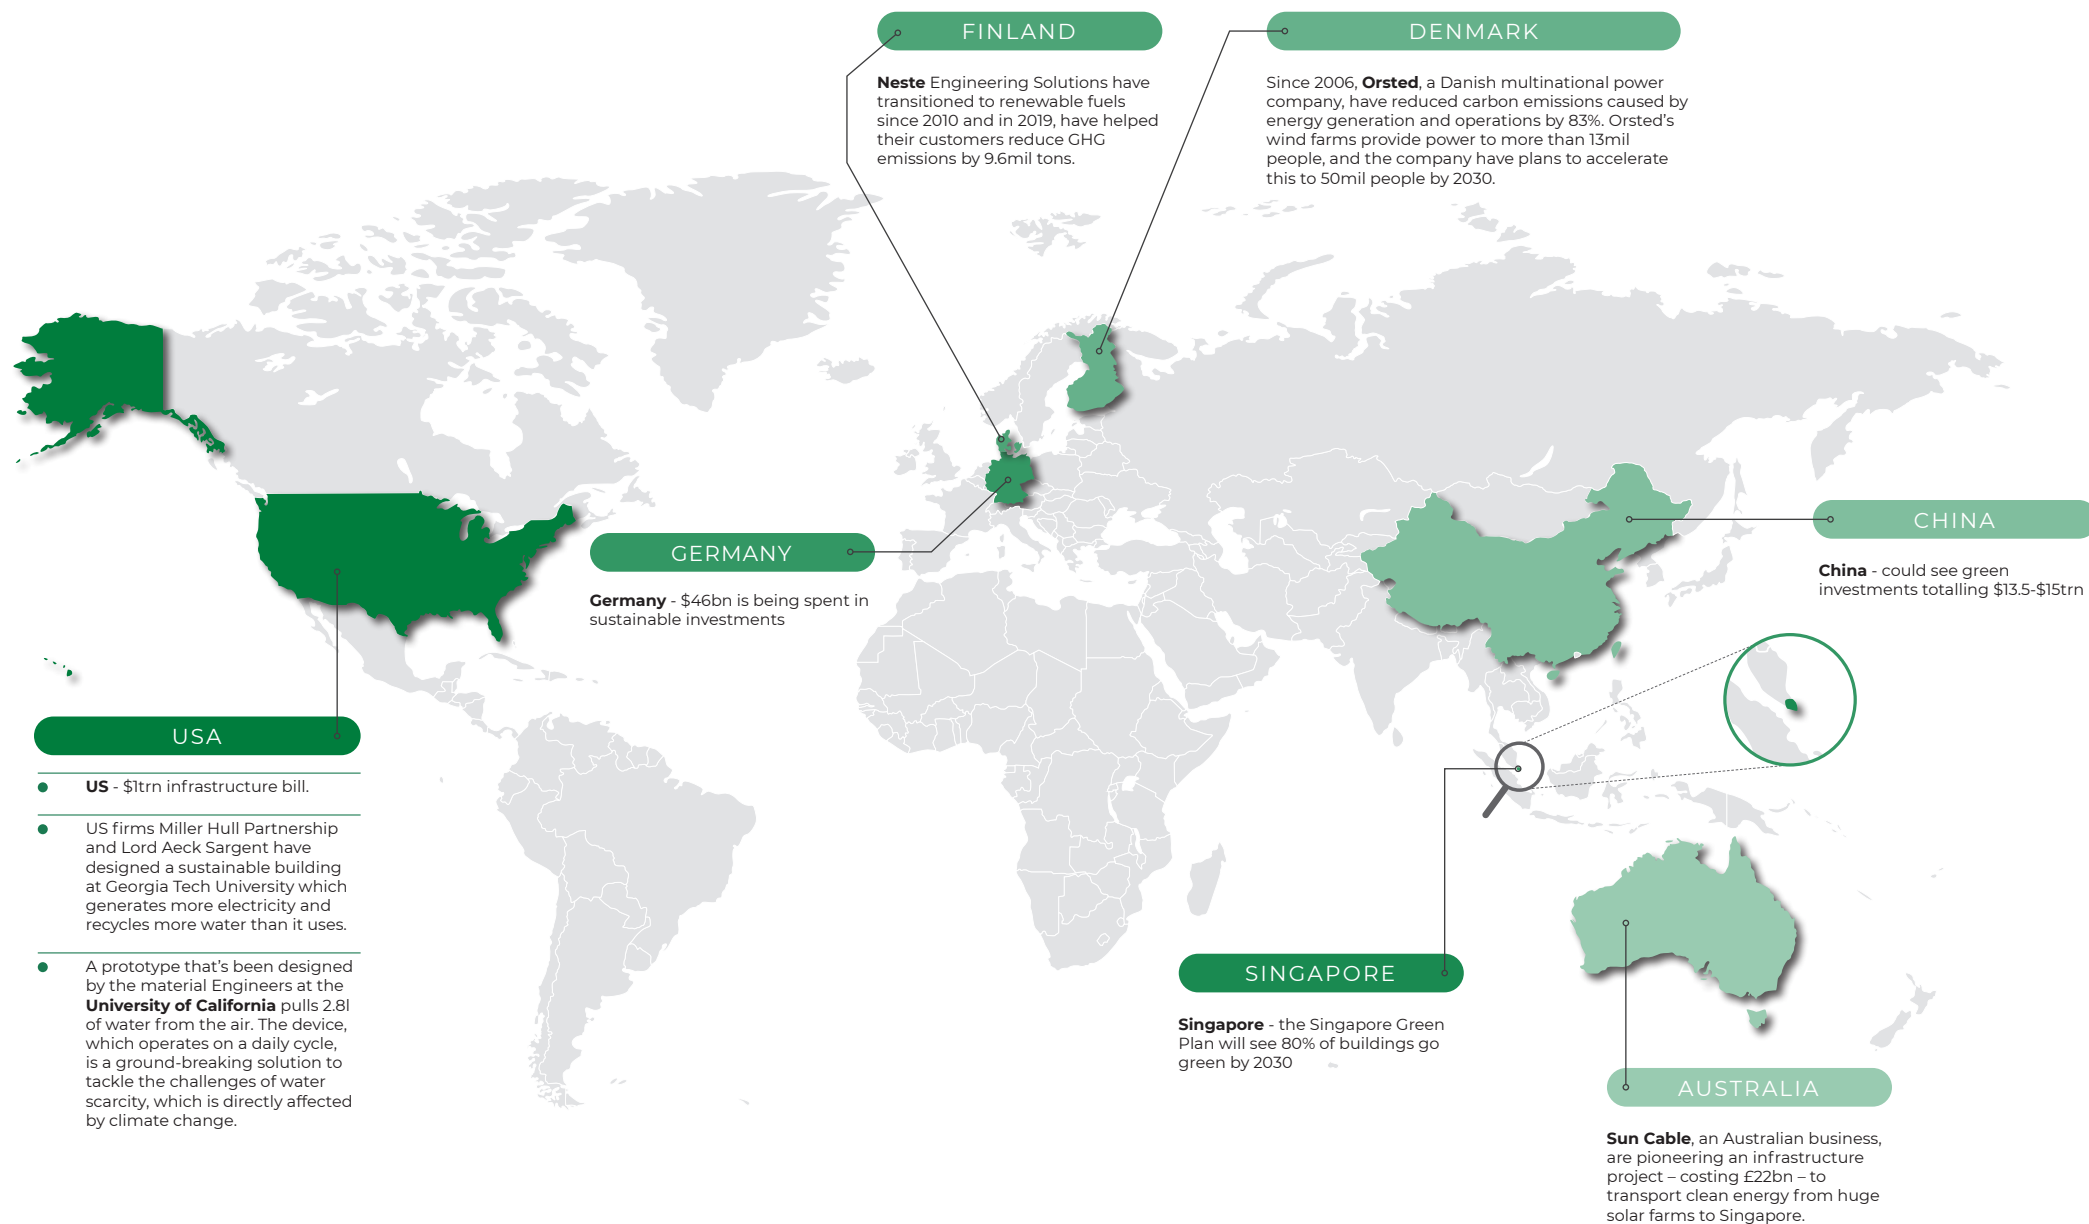 FINLAND
Neste Engineering Solutions have
transitioned to renewable fuels
since 2010 and in 2019, have helped
their customers reduce GHG
emissions by 9.6mil tons.
DENMARK
Since 2006, Orsted, a Danish multinational power
company, have reduced carbon emissions caused by
energy generation and operations by 83%. Orsted’s
wind farms provide power to more than 13mil
people, and the company have plans to accelerate
this to 50mil people by 2030.
GERMANY
Germany - $46bn is being spent in
sustainable investments
CHINA
China - could see green
investments totalling $13.5-$15trn
USA
US - $1trn infrastructure bill.
US firms Miller Hull Partnership
and Lord Aeck Sargent have
designed a sustainable building
at Georgia Tech University which
generates more electricity and
recycles more water than it uses.
A prototype that’s been designed
by the material Engineers at the
University of California pulls 2.8l
of water from the air. The device,
which operates on a daily cycle,
is a ground-breaking solution to
tackle the challenges of water
scarcity, which is directly affected
by climate change.
SINGAPORE
Singapore - the Singapore Green
Plan will see 80% of buildings go
green by 2030
AUSTRALIA
Sun Cable, an Australian business,
are pioneering an infrastructure
project – costing £22bn – to
transport clean energy from huge
solar farms to Singapore.